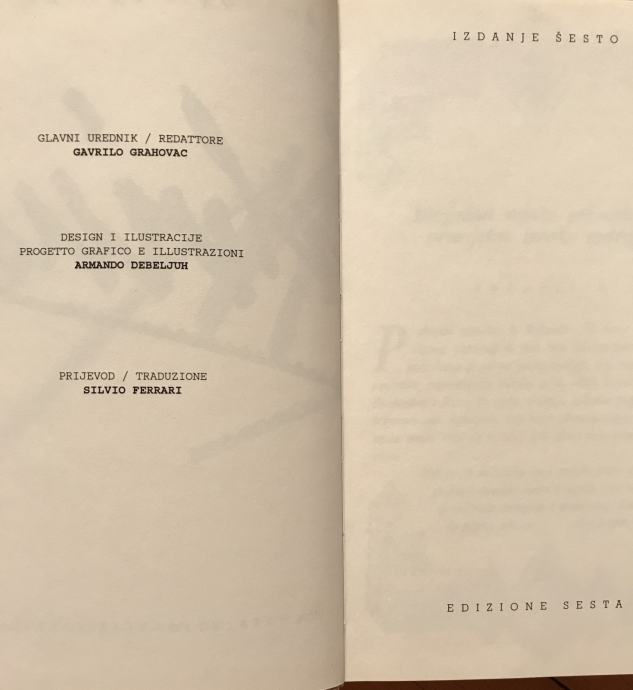 GLAVNI UREDNIK / REDATTORE
GAVRILO GRAHOVAC
DESIGN I ILUSTRACIJE
PROGETTO GRAFICO E ILLUSTRAZIONI
ARMANDO DEBELJUH
PRIJEVOD / TRADUZIONE
SILVIO FERRARI
IZDANJE ŠESTO
EDIZIONE SESTA